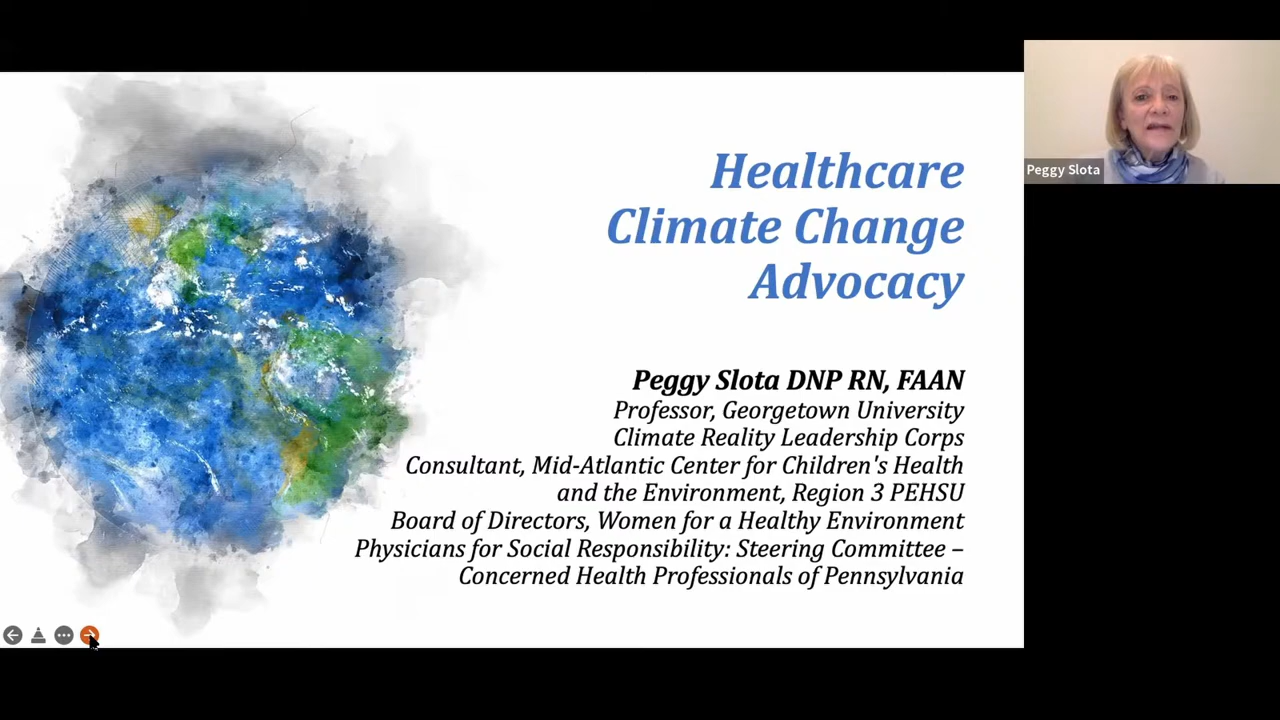 Healthcare
Climate Change
Advocacy
Peggy Slota DNP RN, FAAN
Professor, Georgetown University
Climate Reality Leadership Corps
Consultant, Mid-Atlantic Center for Children's Health
and the Environment, Region 3 PEHSU
Board of Directors, Women for a Healthy Environment
Physicians for Social Responsibility: Steering Committee –
Concerned Health Professionals of Pennsylvania
Peggy Slota